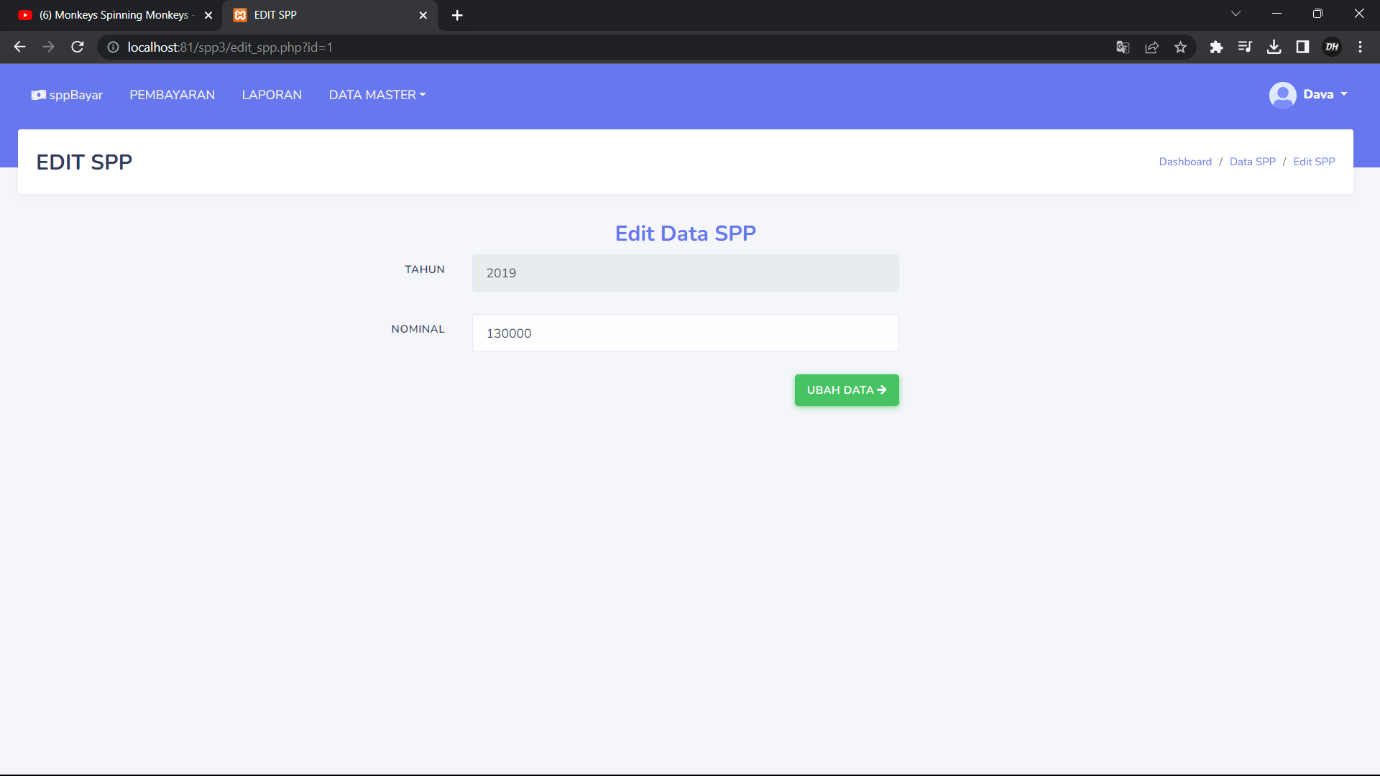 (6) Monkeys Spinning Monkeys -
EDIT SPP
localhost:81/spp3/edit_spp.php?id=1
DH
sppBayar PEMBAYARAN LAPORAN DATA MASTER
Dava
EDIT SPP
Dashboard / Data SPP / Edit SPP
Edit Data SPP
TAHUN
2019
NOMINAL
130000
UBAH DATA